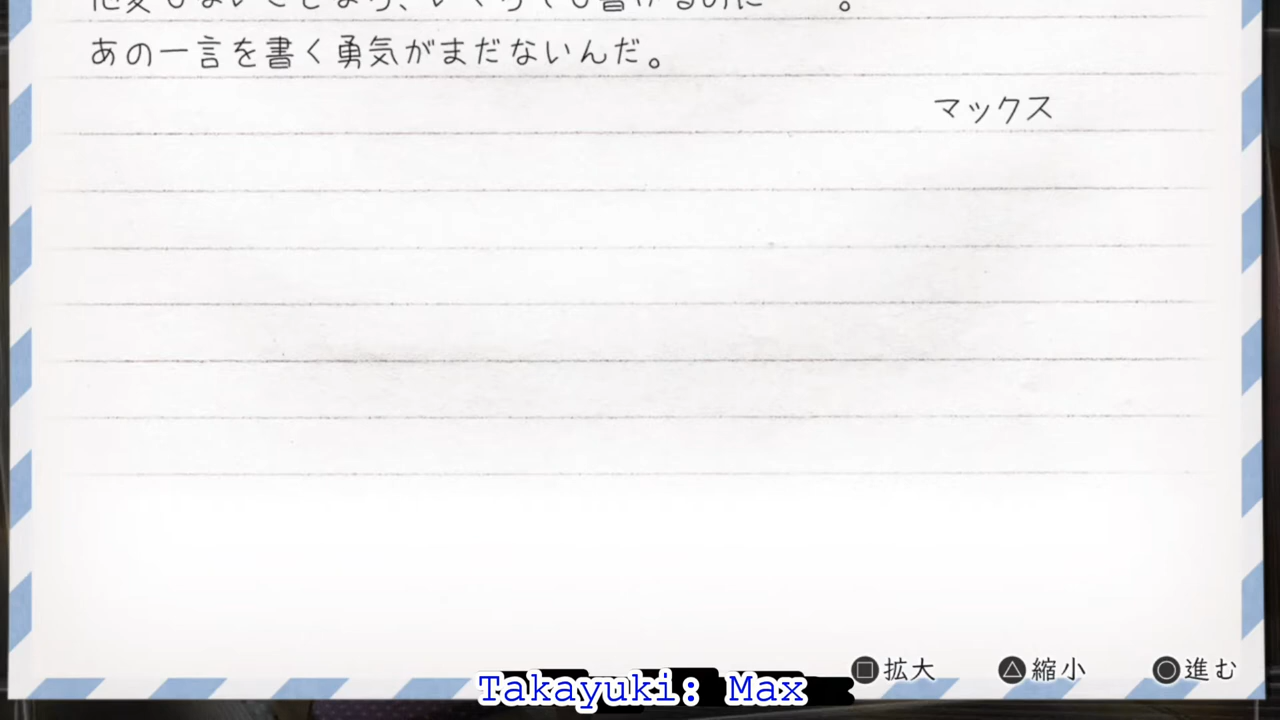 あの一言を書く勇気がまだないんだ。
マックス
拡大
縮小
進む
Takayuki: Max